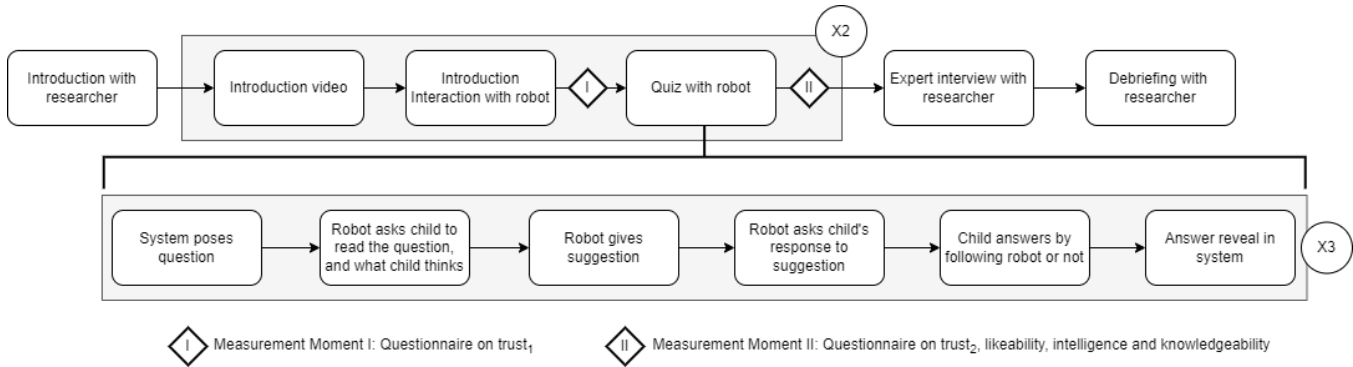 X2
Introduction with
researcher
Introduction video
Introduction
Interaction with robot
I
Quiz with robot
II
Expert interview with
researcher
Debriefing with
researcher
System poses
question
Robot asks child to
read the question,
and what child thinks
Robot gives
suggestion
Robot asks child's
response to
suggestion
Child answers by
following robot or not
Answer reveal in
system
X3
I Measurement Moment I: Questionnaire on trust₁
II Measurement Moment II: Questionnaire on trust₂, likeability, intelligence and knowledgeability